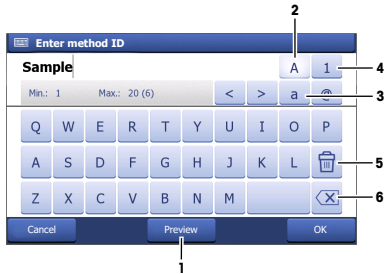 2
Enter method ID
Sample A 1 4
Min.: 1 Max.: 20 (6) < > a @ 3
Q W E R T Y U I O P
A S D F G H J K L 5
Z X C V B N M 6
Cancel Preview OK
1